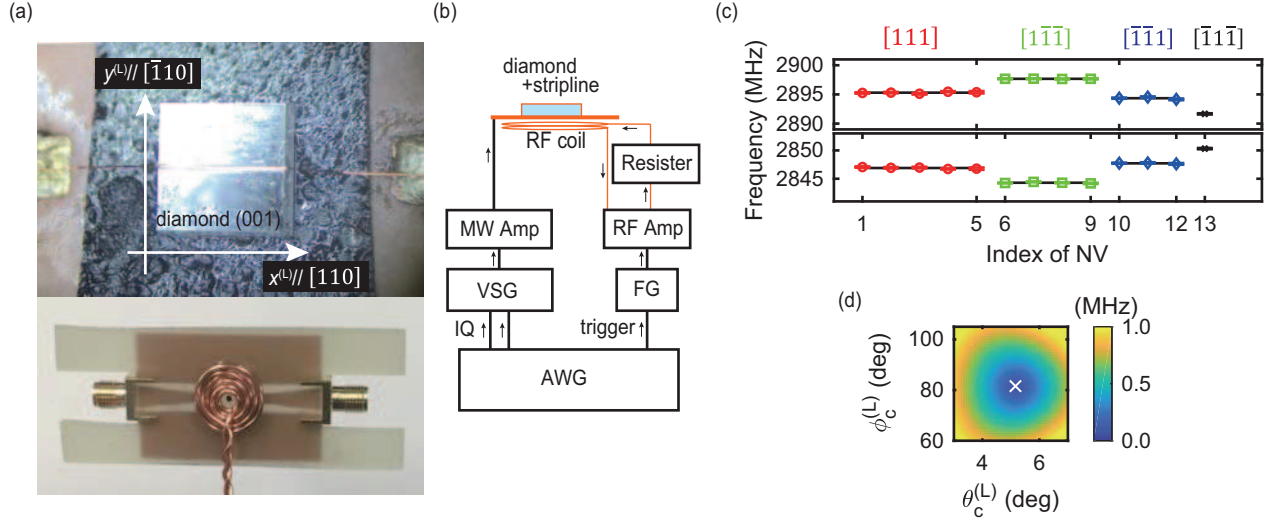 (a)
y⁽ᴸ⁾// [1̅10]
diamond (001)
x⁽ᴸ⁾// [110]
(b)
diamond
+stripline
RF coil
Resister
MW Amp
RF Amp
VSG
FG
IQ
trigger
AWG
(c)
[111] [11̅1̅] [1̅1̅1] [1̅11̅]
Frequency (MHz)
2900
2895
2890
2850
2845
1 5 6 9 10 12 13
Index of NV
(d)
(MHz)
ϕc⁽ᴸ⁾ (deg)
100
80
60
4 6
θc⁽ᴸ⁾ (deg)
1.0
0.5
0.0